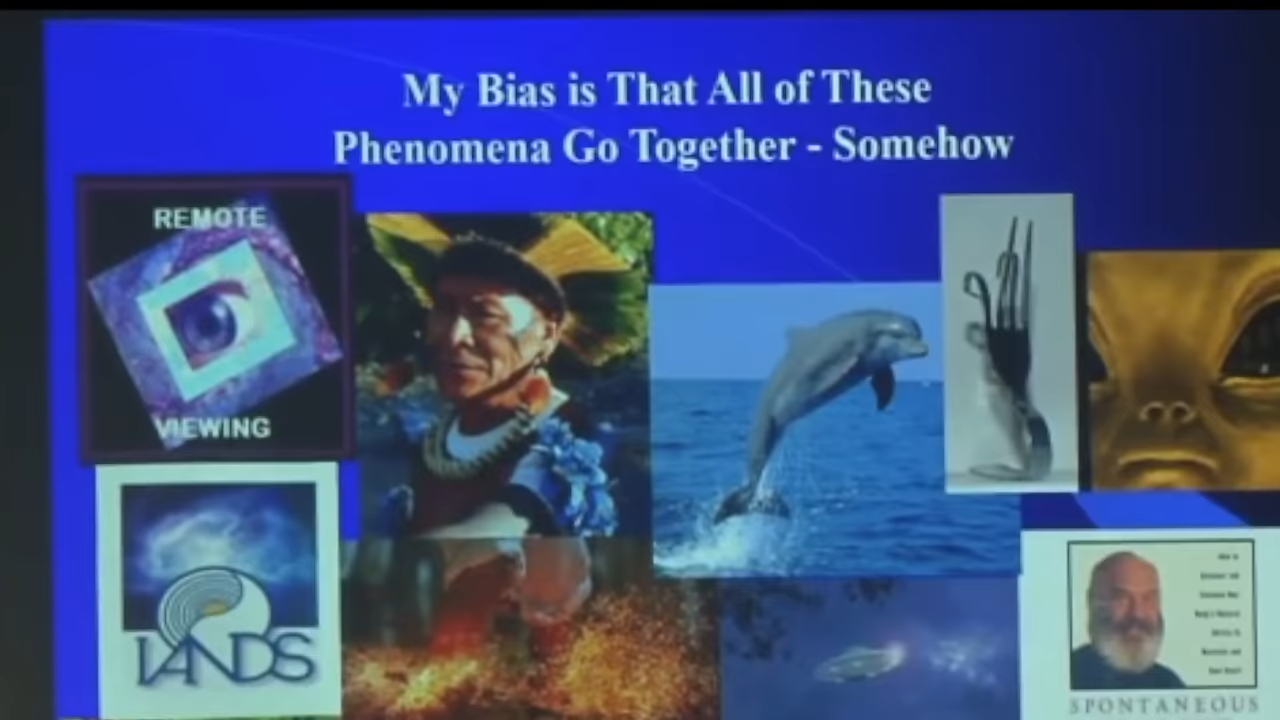 My Bias is That All of These
Phenomena Go Together - Somehow
REMOTE
VIEWING
IANDS
SPONTANEOUS